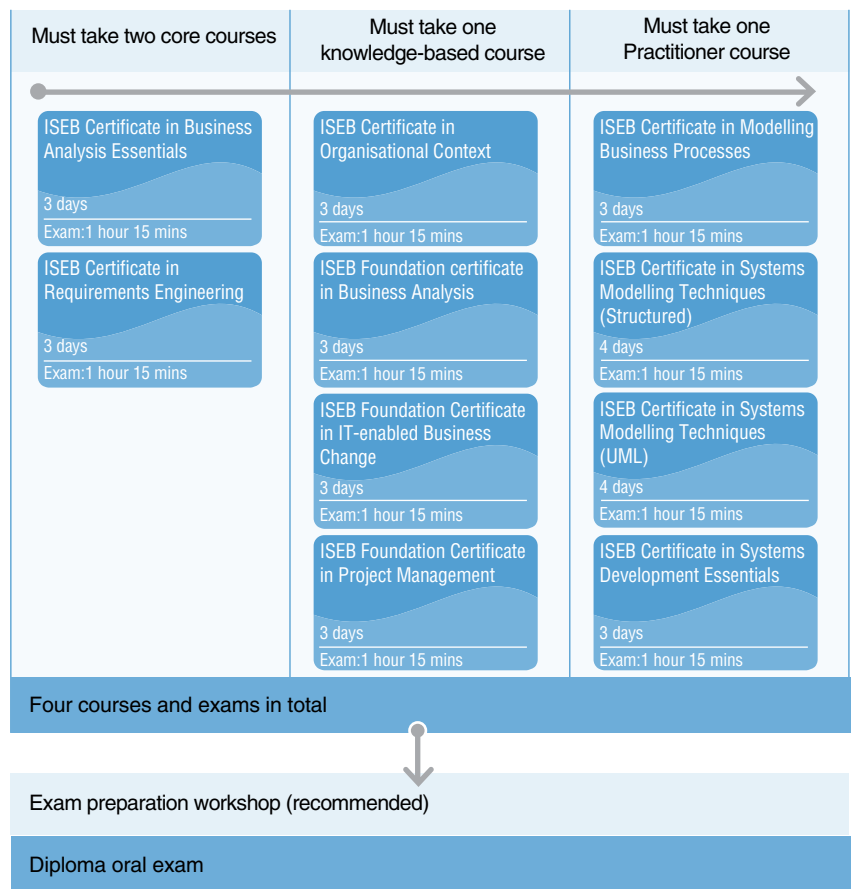 Must take two core courses
Must take one
knowledge-based course
Must take one
Practitioner course
ISEB Certificate in Business
Analysis Essentials
3 days
Exam:1 hour 15 mins
ISEB Certificate in
Requirements Engineering
3 days
Exam:1 hour 15 mins
ISEB Certificate in
Organisational Context
3 days
Exam:1 hour 15 mins
ISEB Foundation certificate
in Business Analysis
3 days
Exam:1 hour 15 mins
ISEB Foundation Certificate
in IT-enabled Business
Change
3 days
Exam:1 hour 15 mins
ISEB Foundation Certificate
in Project Management
3 days
Exam:1 hour 15 mins
ISEB Certificate in Modelling
Business Processes
3 days
Exam:1 hour 15 mins
ISEB Certificate in Systems
Modelling Techniques
(Structured)
4 days
Exam:1 hour 15 mins
ISEB Certificate in Systems
Modelling Techniques
(UML)
4 days
Exam:1 hour 15 mins
ISEB Certificate in Systems
Development Essentials
3 days
Exam:1 hour 15 mins
Four courses and exams in total
Exam preparation workshop (recommended)
Diploma oral exam